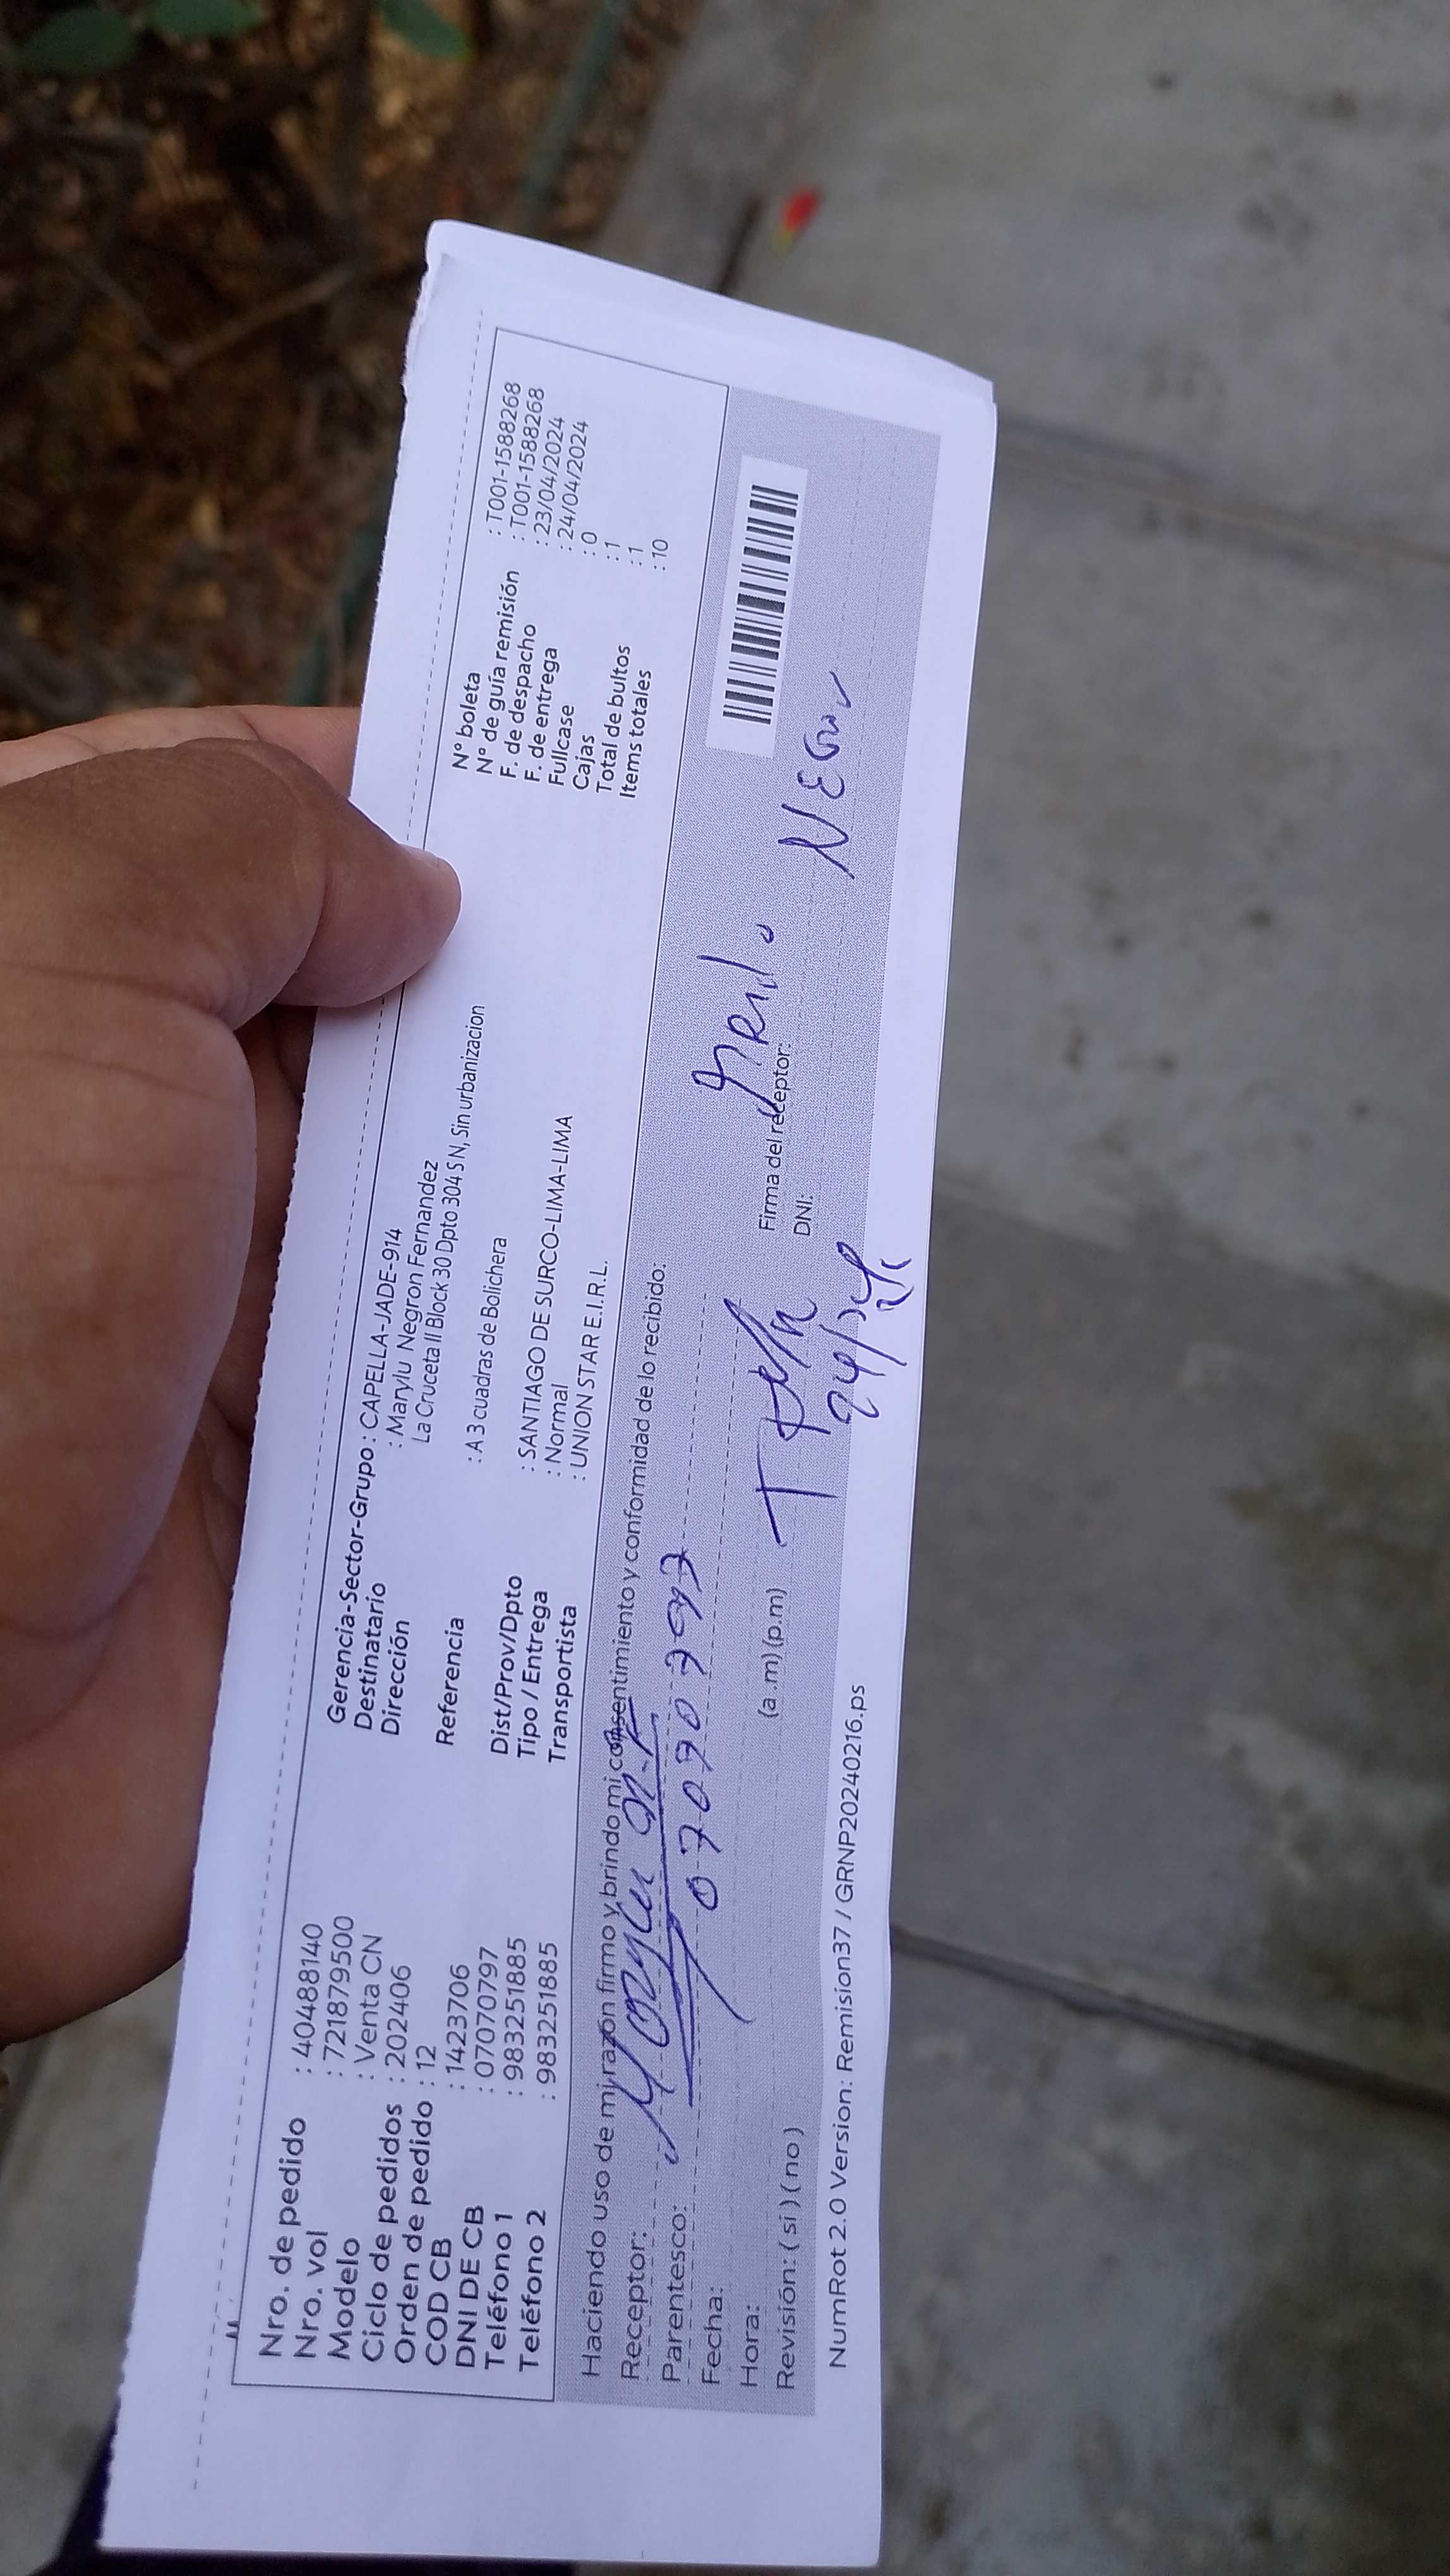 Nro. de pedido : 404488140
Nro. vol : 721879500
Modelo : Venta CN
Ciclo de pedidos : 202406
Orden de pedido : 12
COD CB : 1423706
DNI DE CB : 07070797
Teléfono 1 : 983251885
Teléfono 2 : 983251885
Gerencia-Sector-Grupo : CAPELLA-JADE-914
Destinatario : Marylu Negron Fernandez
Dirección La Cruceta II Block 30 Dpto 304 S N, Sin urbanizacion
Referencia : A 3 cuadras de Bolichera
Dist/Prov/Dpto : SANTIAGO DE SURCO-LIMA-LIMA
Tipo / Entrega : Normal
Transportista : UNION STAR E.I.R.L.
N° boleta : T001-1588268
N° de guía remisión : T001-1588268
F. de despacho : 23/04/2024
F. de entrega : 24/04/2024
Fullcase : 0
Cajas : 1
Total de bultos : 1
Items totales : 10
Haciendo uso de mi razón firmo y brindo mi consentimiento y conformidad de lo recibido:
Receptor: Marylu N. F
Parentesco: 07070797
Fecha:
Hora: (a .m) (p.m)
Revisión: ( si ) ( no )
Firma del receptor:
DNI:
NumRot 2.0 Version: Remision37 / GRNP20240216.ps